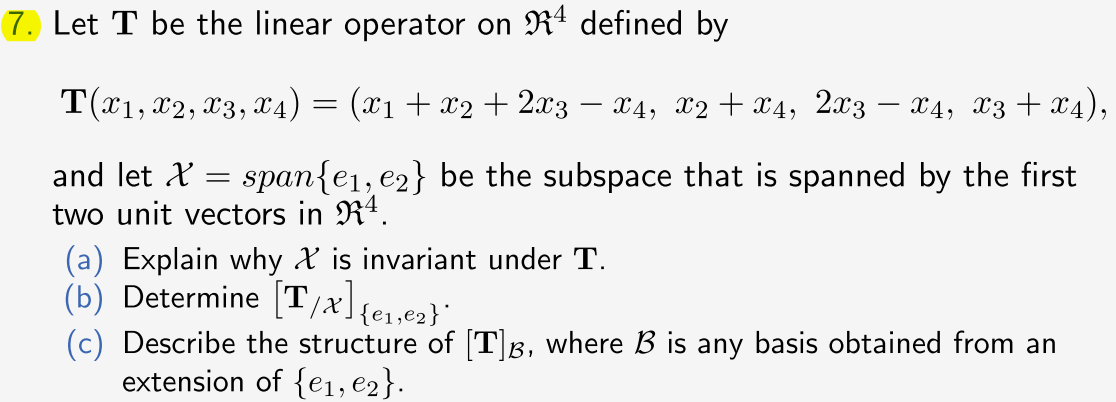 7. Let T be the linear operator on ℜ⁴ defined by
T(x₁, x₂, x₃, x₄) = (x₁ + x₂ + 2x₃ − x₄, x₂ + x₄, 2x₃ − x₄, x₃ + x₄),
and let 𝒳 = span{e₁, e₂} be the subspace that is spanned by the first
two unit vectors in ℜ⁴.
(a) Explain why 𝒳 is invariant under T.
(b) Determine [T/𝒳]{e₁,e₂}.
(c) Describe the structure of [T]ℬ, where ℬ is any basis obtained from an
extension of {e₁, e₂}.